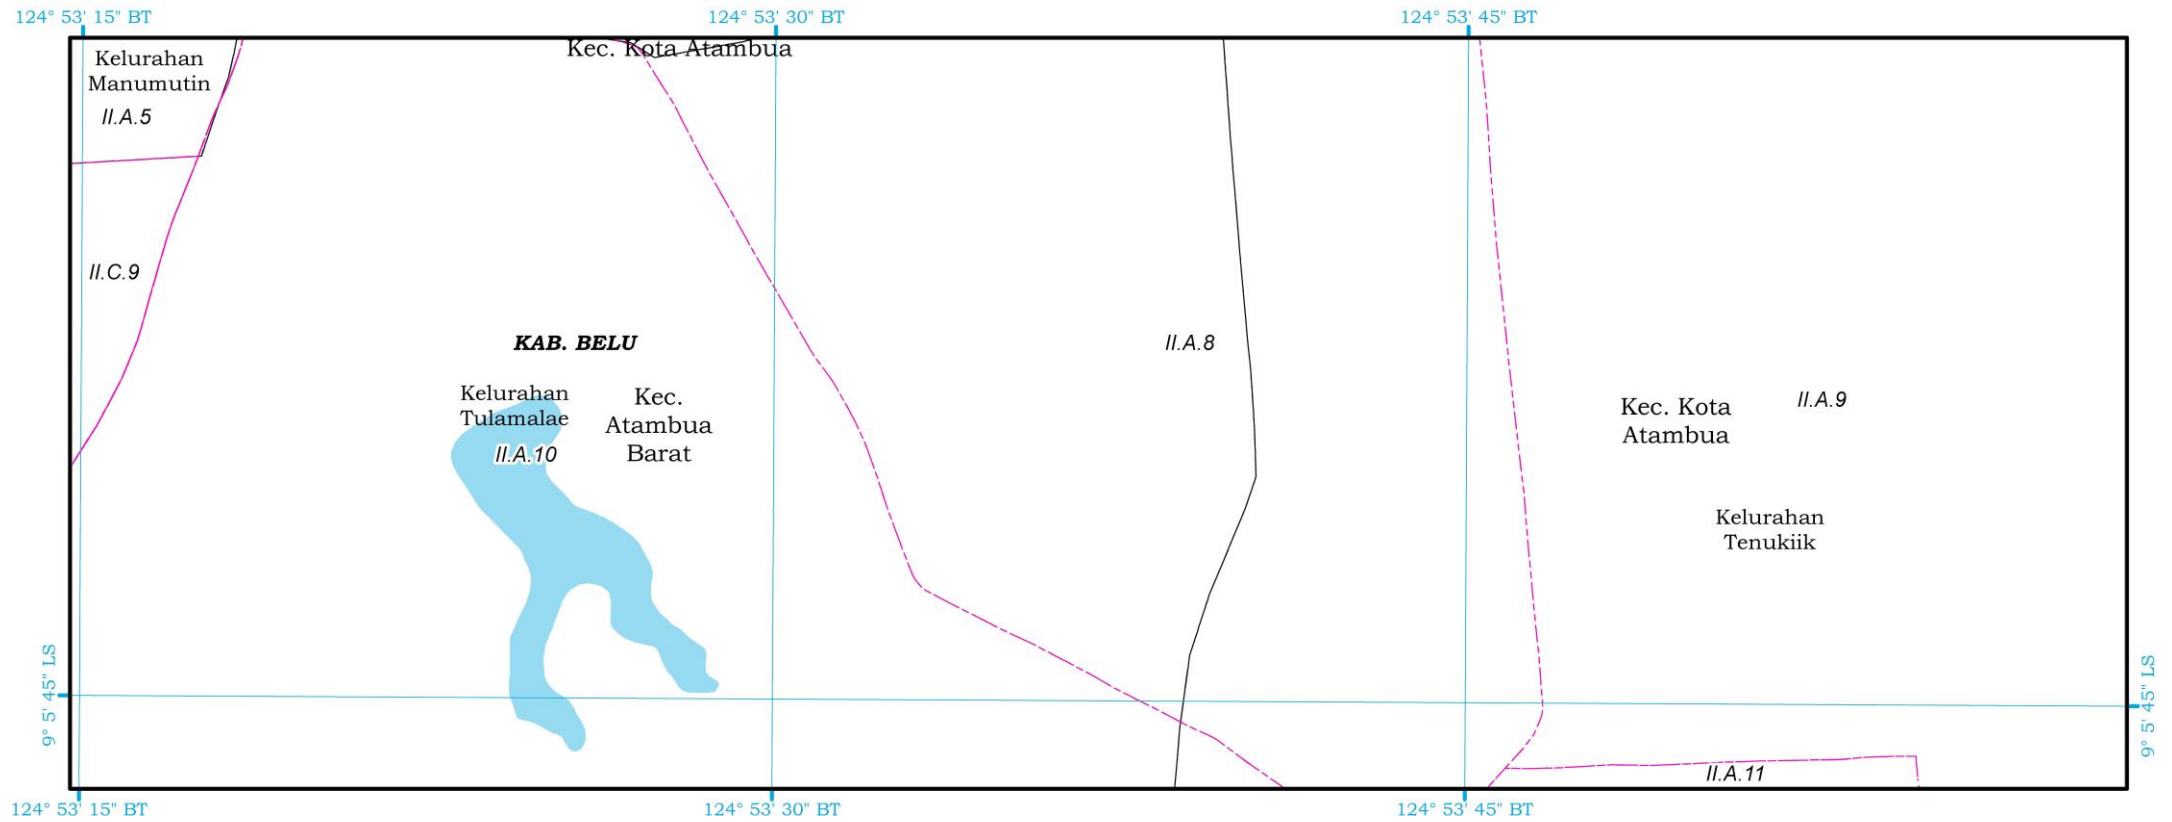 124° 53' 15" BT
124° 53' 30" BT
124° 53' 45" BT
Kec. Kota Atambua
Kelurahan
Manumutin
II.A.5
II.C.9
KAB. BELU
II.A.8
Kelurahan
Tulamalae
II.A.10
Kec.
Atambua
Barat
Kec. Kota
Atambua
II.A.9
Kelurahan
Tenukiik
9° 5' 45" LS
9° 5' 45" LS
II.A.11
124° 53' 15" BT
124° 53' 30" BT
124° 53' 45" BT